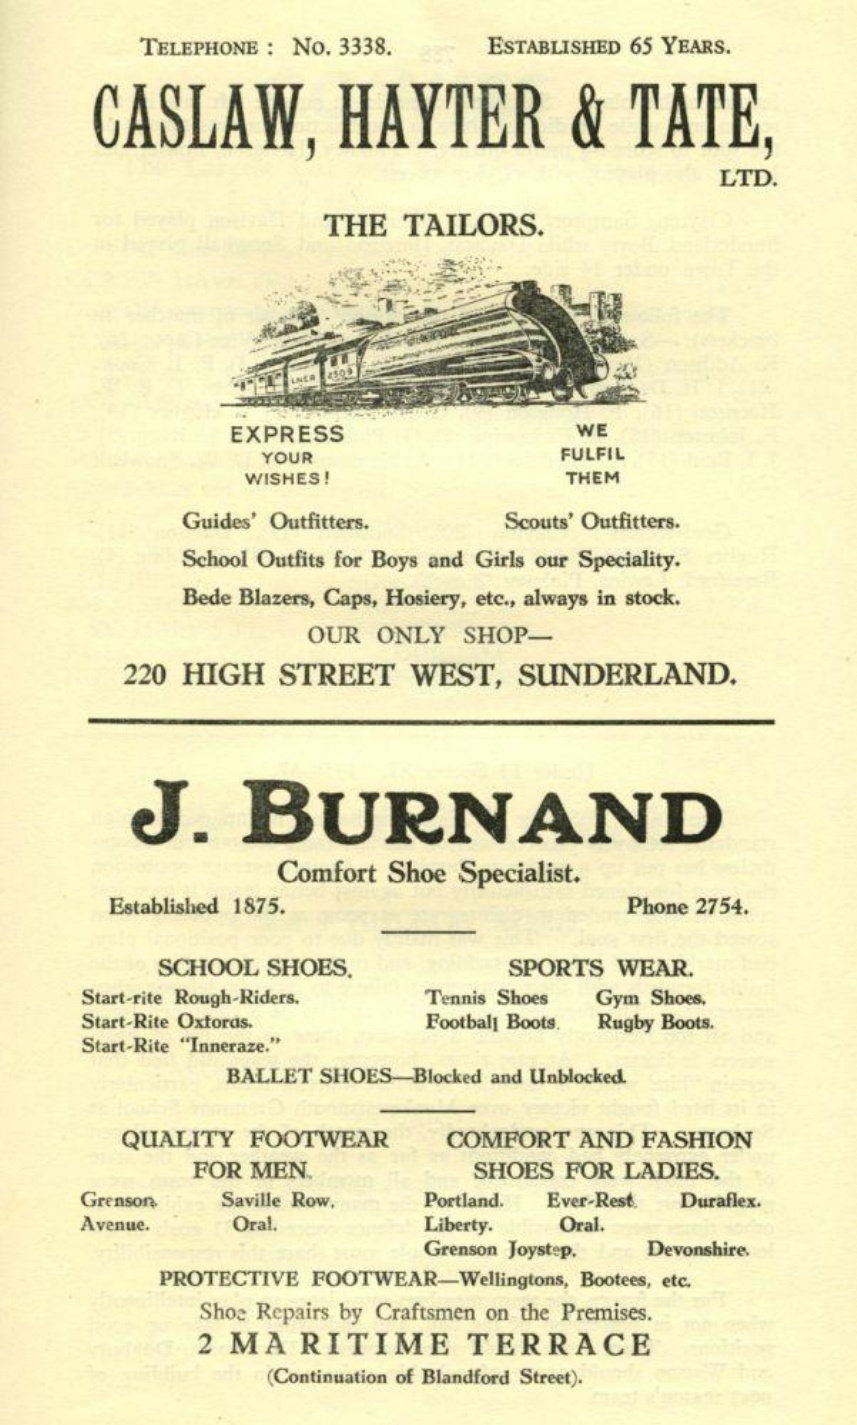 TELEPHONE : No. 3338. ESTABLISHED 65 YEARS.
CASLAW, HAYTER & TATE,
LTD.
THE TAILORS.
LNER 2509
EXPRESS
YOUR
WISHES!
WE
FULFIL
THEM
Guides' Outfitters. Scouts' Outfitters.
School Outfits for Boys and Girls our Speciality.
Bede Blazers, Caps, Hosiery, etc., always in stock.
OUR ONLY SHOP—
220 HIGH STREET WEST, SUNDERLAND.
J. BURNAND
Comfort Shoe Specialist.
Established 1875. Phone 2754.
SCHOOL SHOES.
Start-rite Rough-Riders.
Start-Rite Oxfords.
Start-Rite "Inneraze."
SPORTS WEAR.
Tennis Shoes Gym Shoes.
Football Boots. Rugby Boots.
BALLET SHOES—Blocked and Unblocked.
QUALITY FOOTWEAR
FOR MEN.
Grenson. Saville Row.
Avenue. Oral.
COMFORT AND FASHION
SHOES FOR LADIES.
Portland. Ever-Rest. Duraflex.
Liberty. Oral.
Grenson Joystep. Devonshire.
PROTECTIVE FOOTWEAR—Wellingtons, Bootees, etc.
Shoe Repairs by Craftsmen on the Premises.
2 MARITIME TERRACE
(Continuation of Blandford Street).